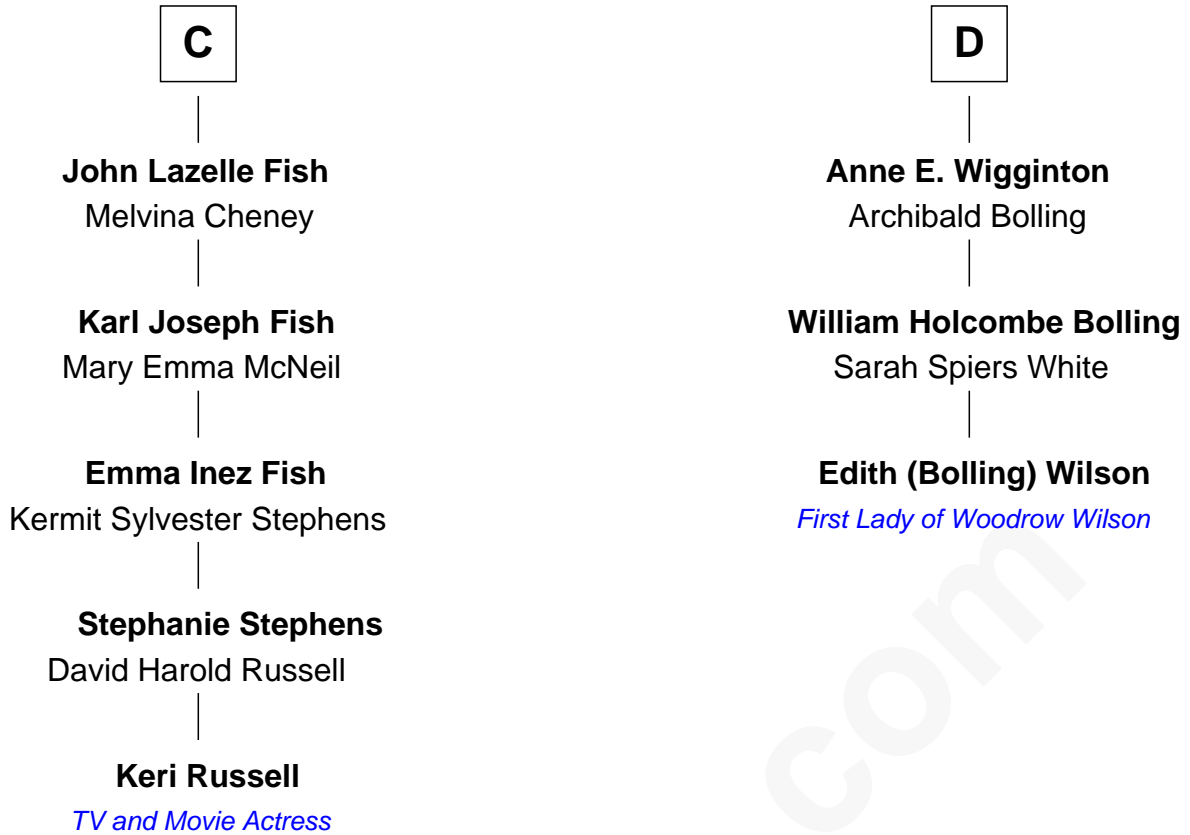 C
John Lazelle Fish
Melvina Cheney
Karl Joseph Fish
Mary Emma McNeil
Emma Inez Fish
Kermit Sylvester Stephens
Stephanie Stephens
David Harold Russell
Keri Russell
TV and Movie Actress
D
Anne E. Wigginton
Archibald Bolling
William Holcombe Bolling
Sarah Spiers White
Edith (Bolling) Wilson
First Lady of Woodrow Wilson
com